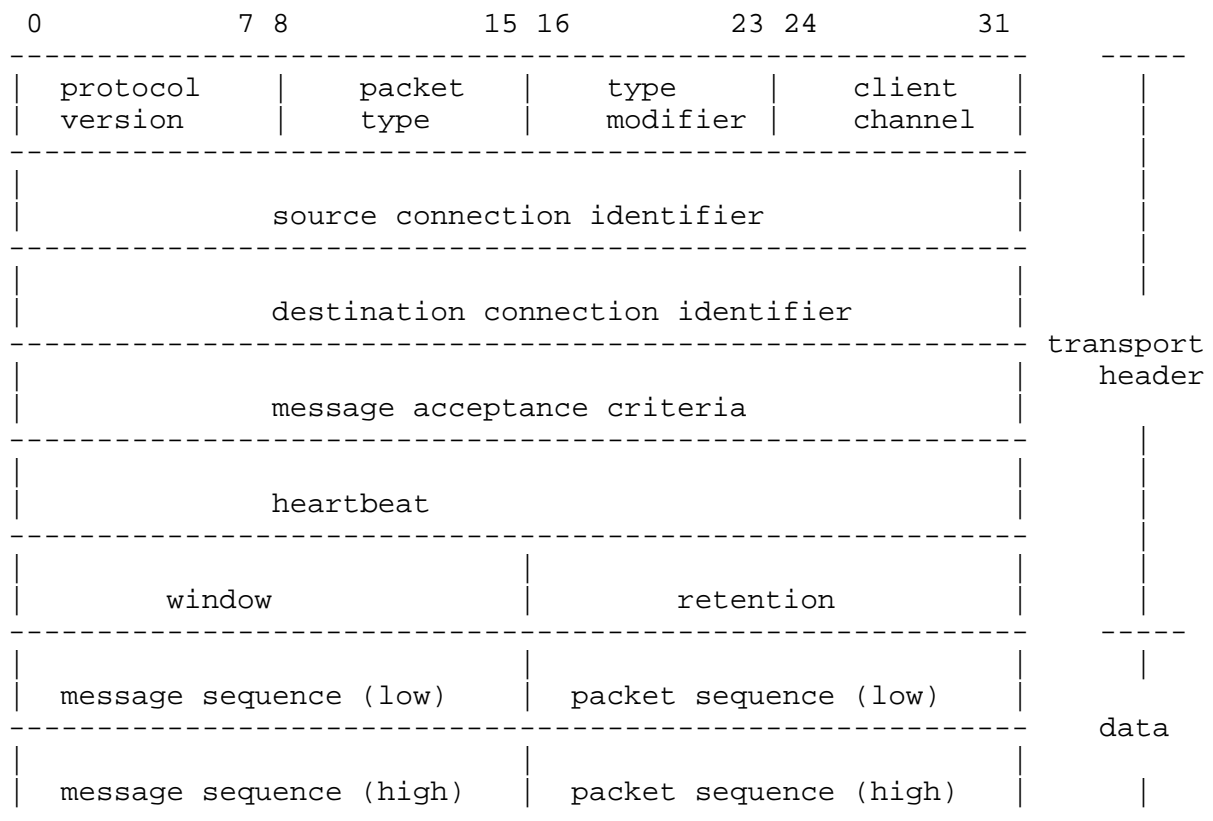 0 7 8 15 16 23 24 31
protocol packet type client
version type modifier channel
source connection identifier
destination connection identifier
transport
header
message acceptance criteria
heartbeat
window retention
message sequence (low) packet sequence (low)
data
message sequence (high) packet sequence (high)